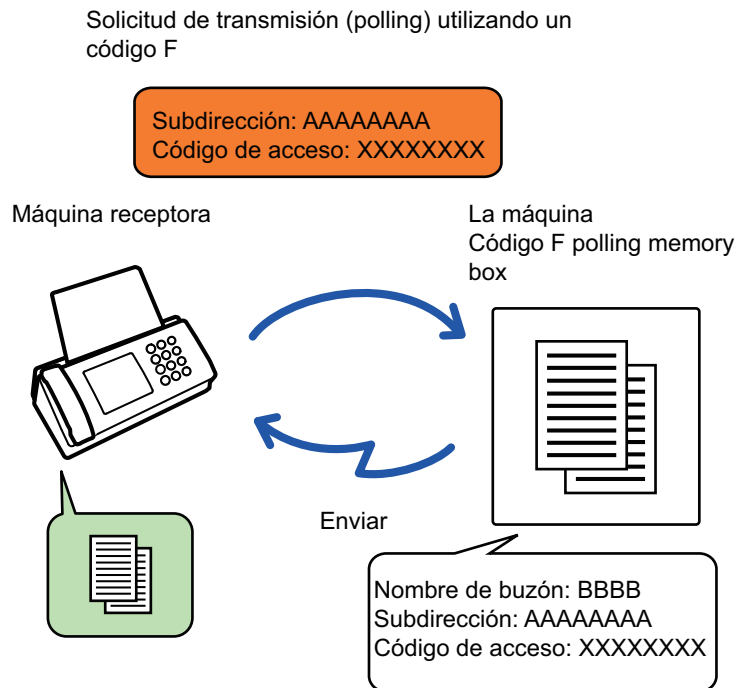 Solicitud de transmisión (polling) utilizando un
código F
Subdirección: AAAAAAAA
Código de acceso: XXXXXXXX
Máquina receptora
La máquina
Código F polling memory
box
Enviar
Nombre de buzón: BBBB
Subdirección: AAAAAAAA
Código de acceso: XXXXXXXX